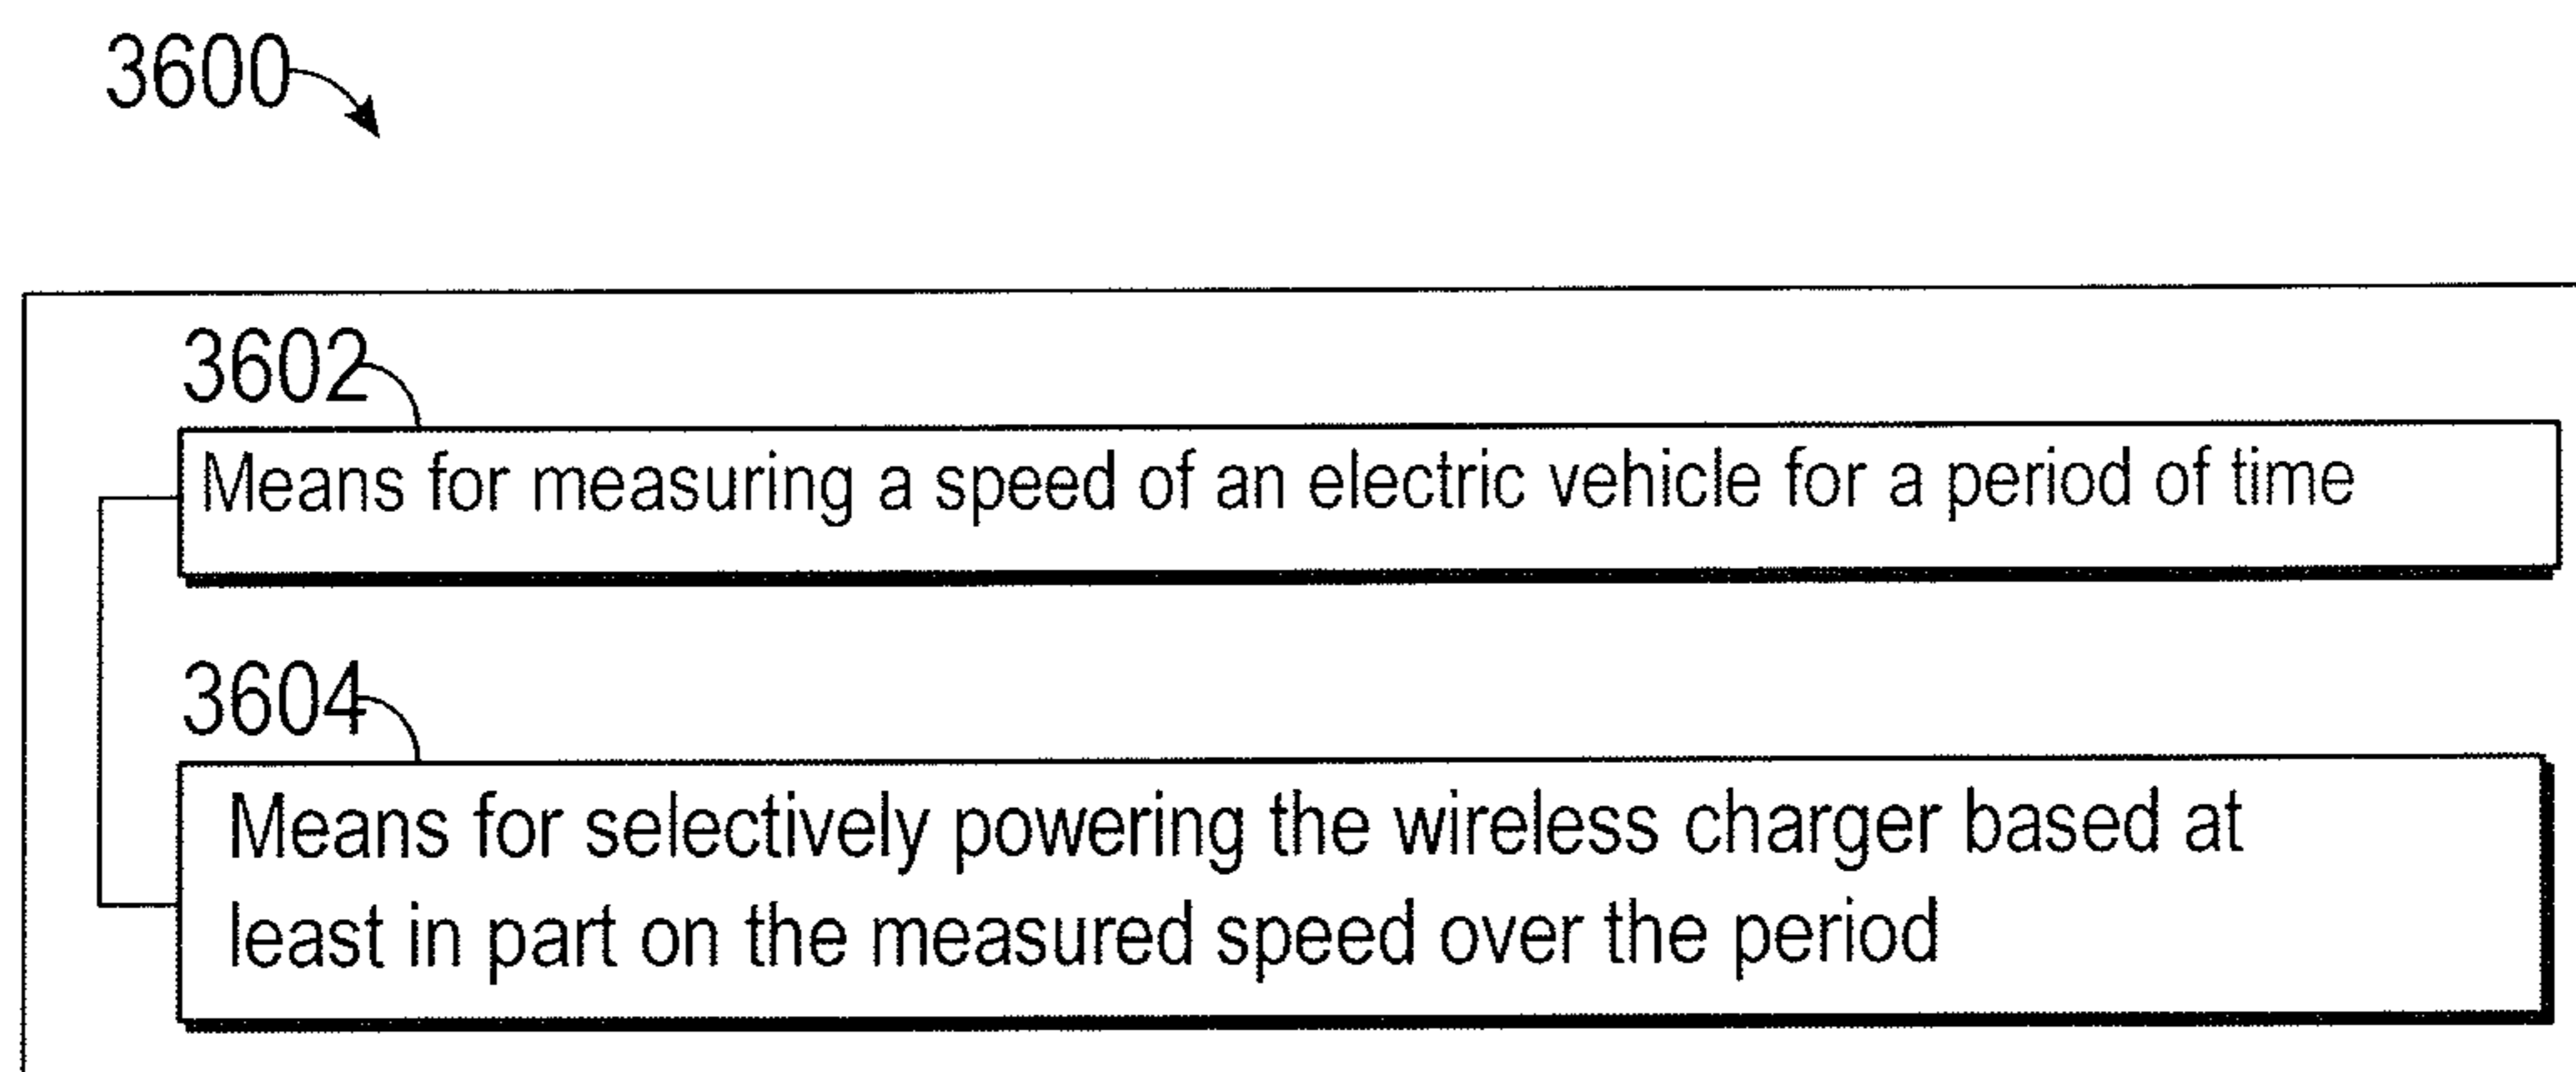 3600
3602
Means for measuring a speed of an electric vehicle for a period of time
3604
Means for selectively powering the wireless charger based at
least in part on the measured speed over the period